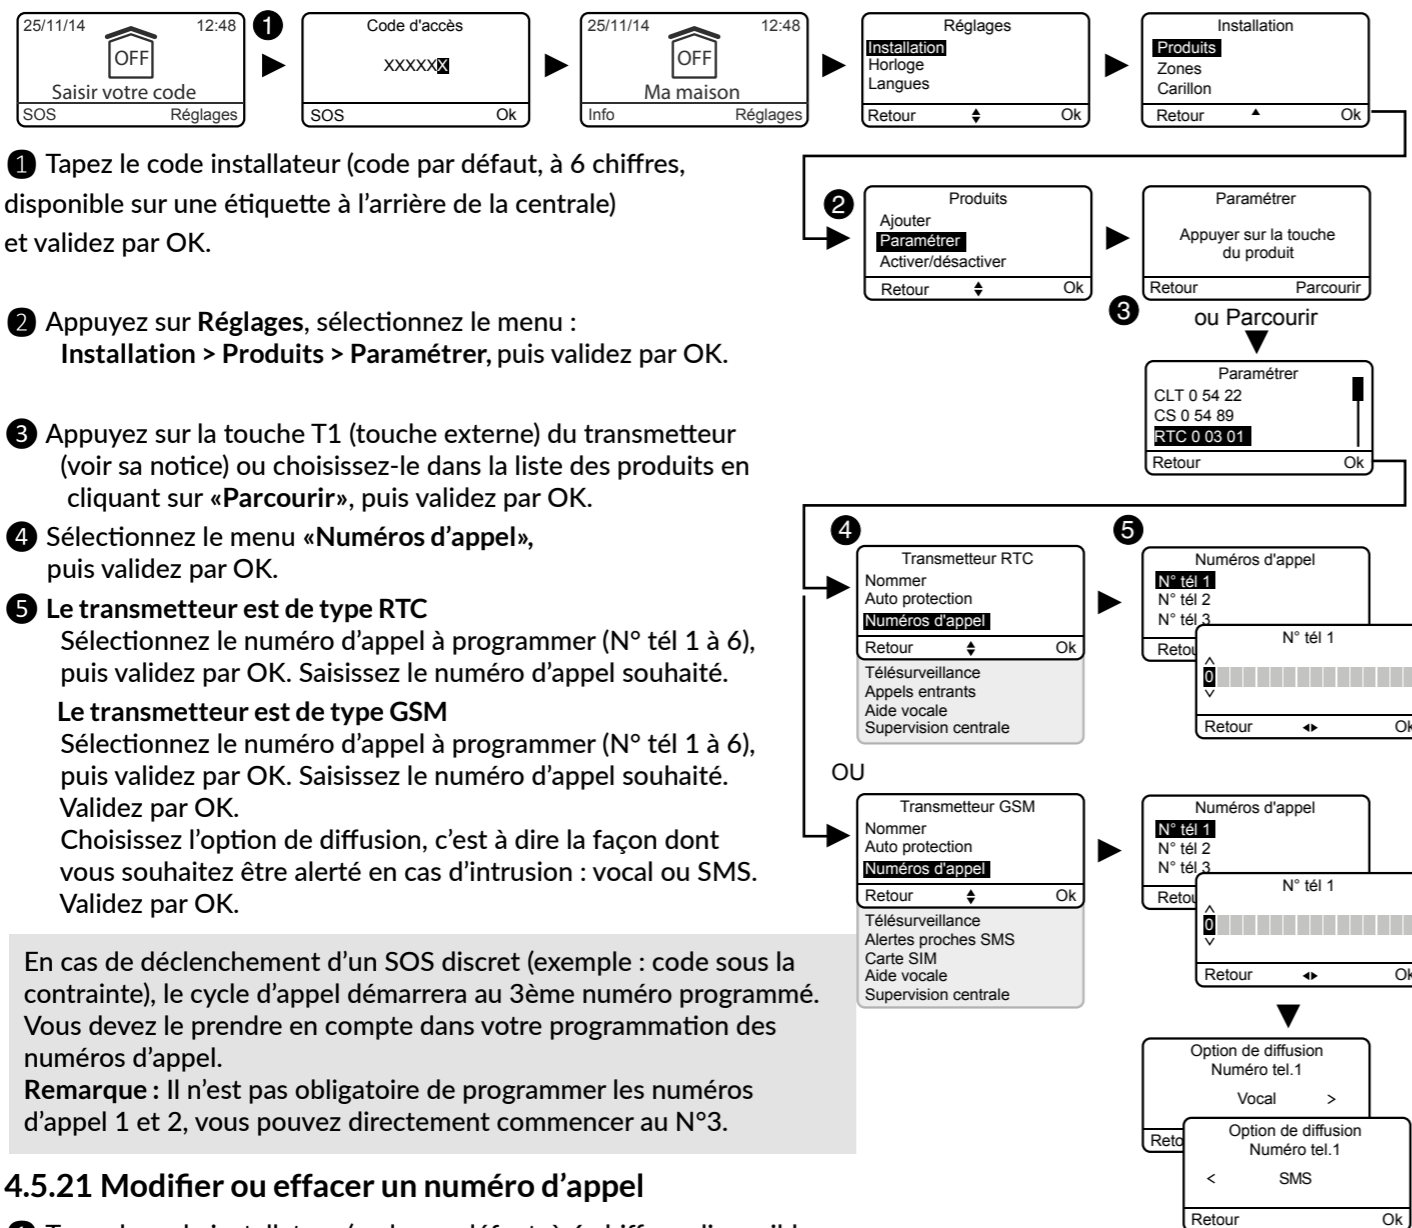 25/11/14 12:48
OFF
Saisir votre code
SOS Réglages
❶
Code d'accès
XXXXXX
SOS Ok
25/11/14 12:48
OFF
Ma maison
Info Réglages
Réglages
Installation
Horloge
Langues
Retour Ok
Installation
Produits
Zones
Carillon
Retour Ok
❶ Tapez le code installateur (code par défaut, à 6 chiffres,
disponible sur une étiquette à l’arrière de la centrale)
et validez par OK.
❷ Appuyez sur Réglages, sélectionnez le menu :
Installation > Produits > Paramétrer, puis validez par OK.
❸ Appuyez sur la touche T1 (touche externe) du transmetteur
(voir sa notice) ou choisissez-le dans la liste des produits en
cliquant sur «Parcourir», puis validez par OK.
❹ Sélectionnez le menu «Numéros d’appel»,
puis validez par OK.
❺ Le transmetteur est de type RTC
Sélectionnez le numéro d’appel à programmer (N° tél 1 à 6),
puis validez par OK. Saisissez le numéro d’appel souhaité.
Le transmetteur est de type GSM
Sélectionnez le numéro d’appel à programmer (N° tél 1 à 6),
puis validez par OK. Saisissez le numéro d’appel souhaité.
Validez par OK.
Choisissez l’option de diffusion, c’est à dire la façon dont
vous souhaitez être alerté en cas d’intrusion : vocal ou SMS.
Validez par OK.
❷
Produits
Ajouter
Paramétrer
Activer/désactiver
Retour Ok
Paramétrer
Appuyer sur la touche
du produit
Retour Parcourir
❸
ou Parcourir
Paramétrer
CLT 0 54 22
CS 0 54 89
RTC 0 03 01
Retour Ok
❹
Transmetteur RTC
Nommer
Auto protection
Numéros d'appel
Retour Ok
Télésurveillance
Appels entrants
Aide vocale
Supervision centrale
❺
Numéros d'appel
N° tél 1
N° tél 2
N° tél 3
Retou
N° tél 1
0
Retour Ok
OU
Transmetteur GSM
Nommer
Auto protection
Numéros d'appel
Retour Ok
Télésurveillance
Alertes proches SMS
Carte SIM
Aide vocale
Supervision centrale
Numéros d'appel
N° tél 1
N° tél 2
N° tél 3
Retou
N° tél 1
0
Retour Ok
Option de diffusion
Numéro tel.1
Vocal >
Reto
Option de diffusion
Numéro tel.1
< SMS
Retour Ok
En cas de déclenchement d’un SOS discret (exemple : code sous la
contrainte), le cycle d’appel démarrera au 3ème numéro programmé.
Vous devez le prendre en compte dans votre programmation des
numéros d’appel.
Remarque : Il n’est pas obligatoire de programmer les numéros
d’appel 1 et 2, vous pouvez directement commencer au N°3.
4.5.21 Modifier ou effacer un numéro d’appel